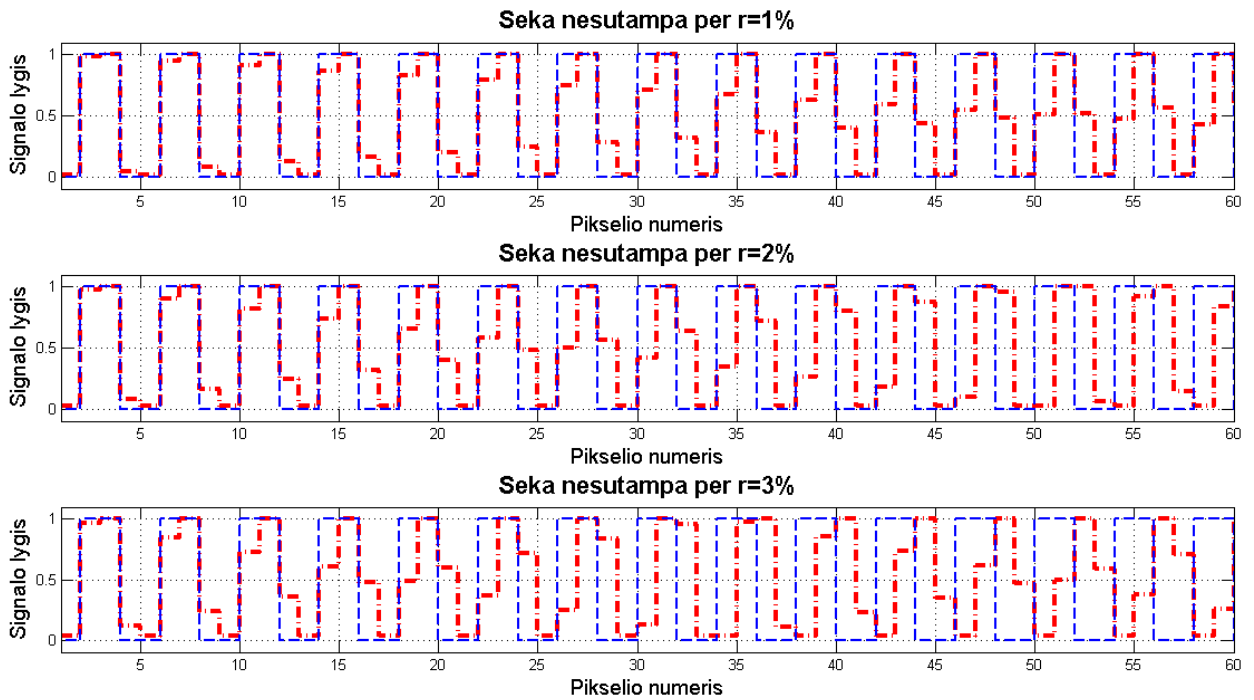 Seka nesutampa per r=1%
Signalo lygis
1
0.5
0
5 10 15 20 25 30 35 40 45 50 55 60
Pikselio numeris
Seka nesutampa per r=2%
Signalo lygis
1
0.5
0
5 10 15 20 25 30 35 40 45 50 55 60
Pikselio numeris
Seka nesutampa per r=3%
Signalo lygis
1
0.5
0
5 10 15 20 25 30 35 40 45 50 55 60
Pikselio numeris